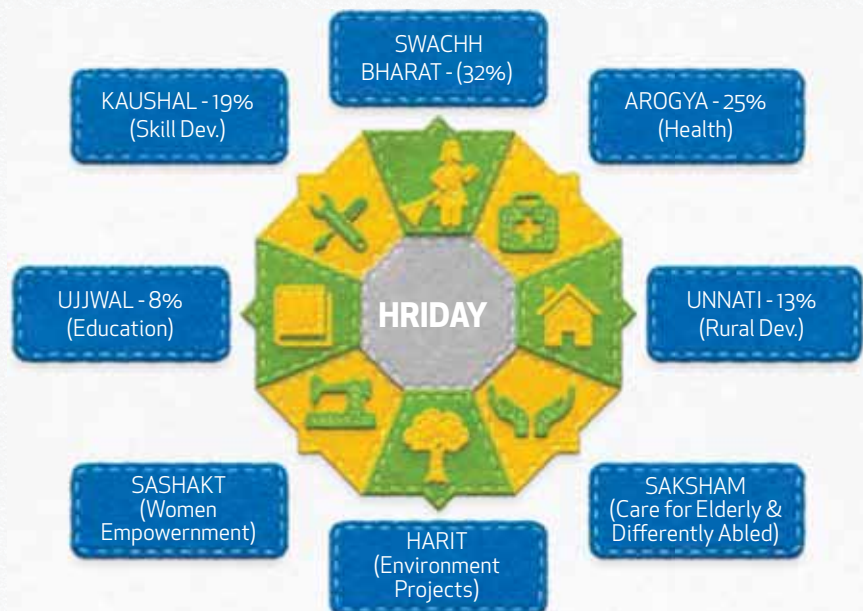 SWACHH
BHARAT - (32%)
KAUSHAL - 19%
(Skill Dev.)
AROGYA - 25%
(Health)
UJJWAL - 8%
(Education)
HRIDAY
UNNATI - 13%
(Rural Dev.)
SASHAKT
(Women
Empowernment)
HARIT
(Environment
Projects)
SAKSHAM
(Care for Elderly &
Differently Abled)